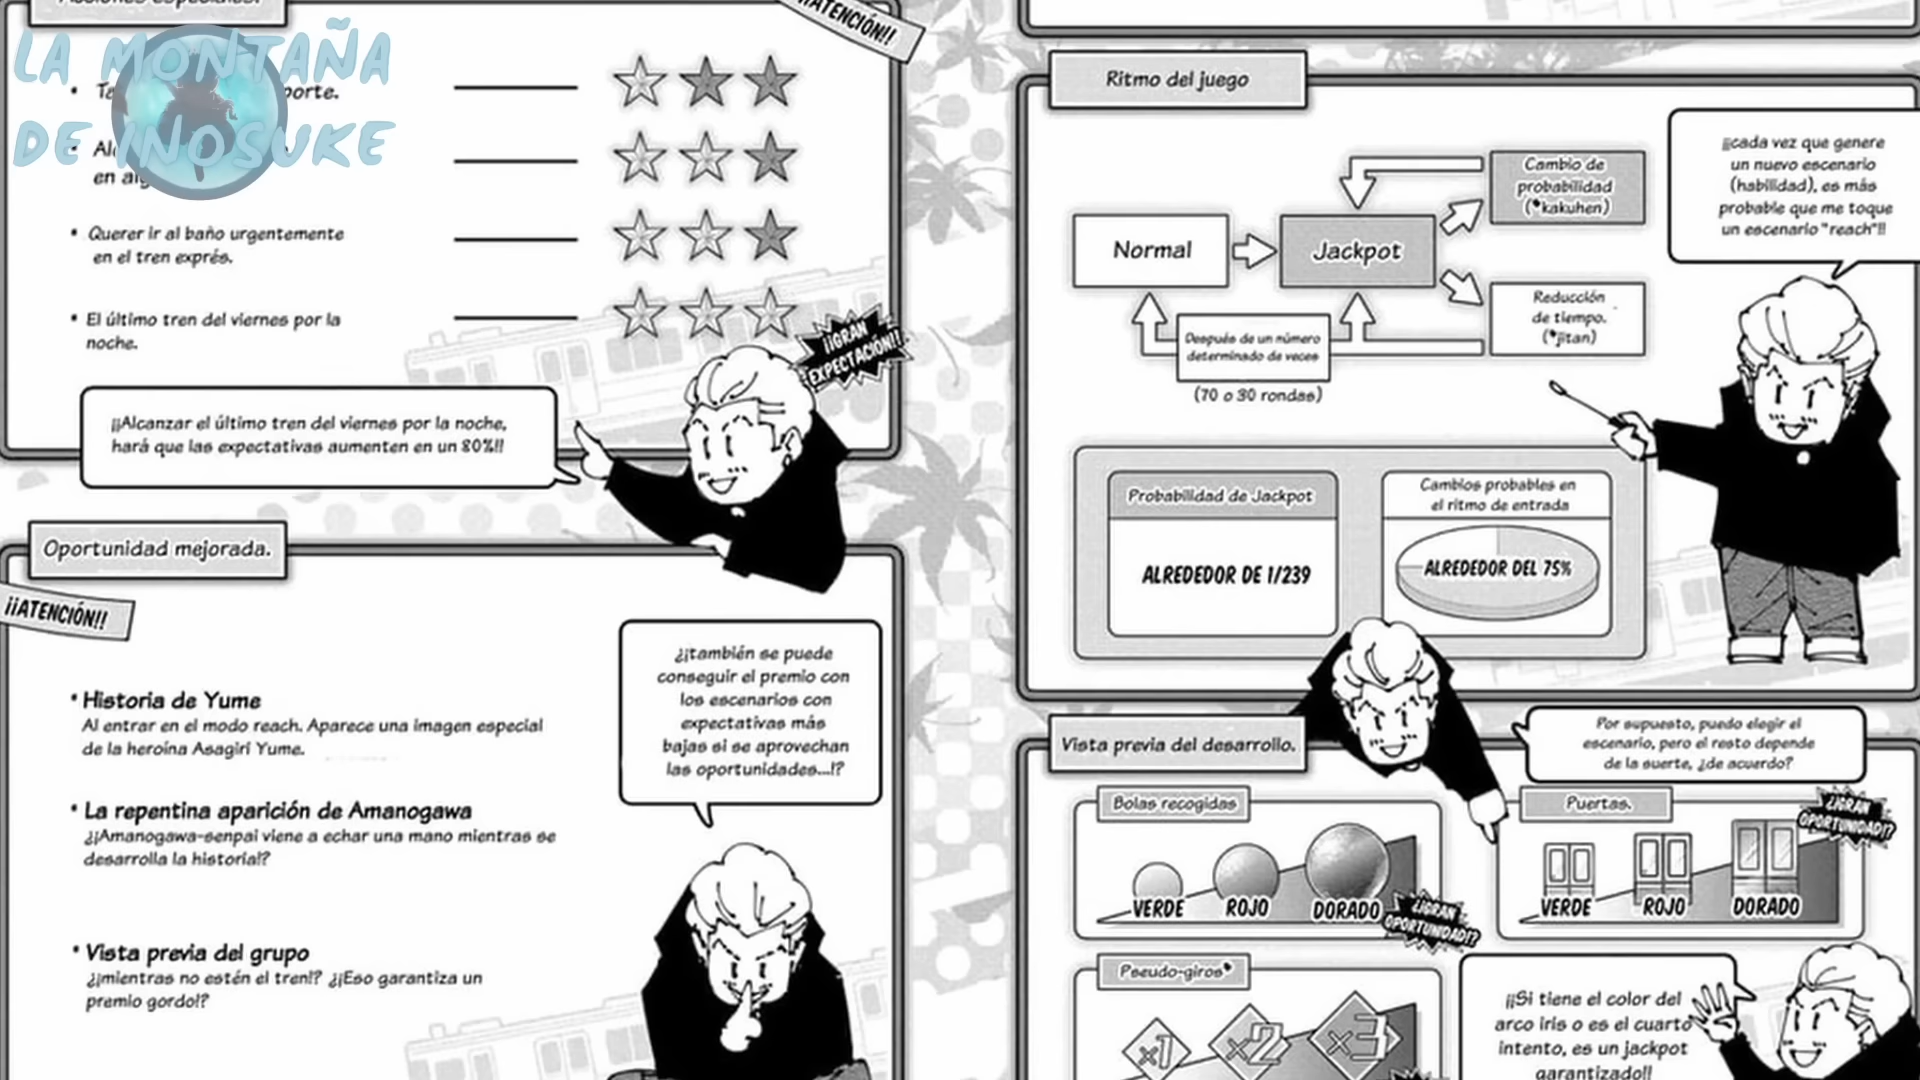 Acciones especiales.
¡¡ATENCIÓN!!
LA MONTAÑA
DE INOSUKE
porte.
en
• Querer ir al baño urgentemente
en el tren exprés.
• El último tren del viernes por la
noche.
¡¡GRAN
EXPECTACIÓN!!
¡¡Alcanzar el último tren del viernes por la noche,
hará que las expectativas aumenten en un 80%!!
Oportunidad mejorada.
¡¡ATENCIÓN!!
¿¡también se puede
conseguir el premio con
los escenarios con
expectativas más
bajas si se aprovechan
las oportunidades...!?
• Historia de Yume
Al entrar en el modo reach. Aparece una imagen especial
de la heroína Asagiri Yume.
• La repentina aparición de Amanogawa
¿¡Amanogawa-senpai viene a echar una mano mientras se
desarrolla la historia!?
• Vista previa del grupo
¿¡mientras no estén el tren!? ¿¡Eso garantiza un
premio gordo!?
Ritmo del juego
¡¡cada vez que genere
un nuevo escenario
(habilidad), es más
probable que me toque
un escenario "reach"!!
Normal
Jackpot
Cambio de
probabilidad
(*kakuhen)
Reducción
de tiempo.
(*jitan)
Después de un número
determinado de veces
(70 o 30 rondas)
Probabilidad de Jackpot
ALREDEDOR DE 1/239
Cambios probables en
el ritmo de entrada
ALREDEDOR DEL 75%
Vista previa del desarrollo.
Por supuesto, puedo elegir el
escenario, pero el resto depende
de la suerte, ¿de acuerdo?
Bolas recogidas
VERDE ROJO DORADO
¿¡GRAN
OPORTUNIDAD!?
Puertas.
VERDE ROJO DORADO
¿¡GRAN
OPORTUNIDAD!?
Pseudo-giros*
x1 x2 x3
¡¡Si tiene el color del
arco iris o es el cuarto
intento, es un jackpot
garantizado!!